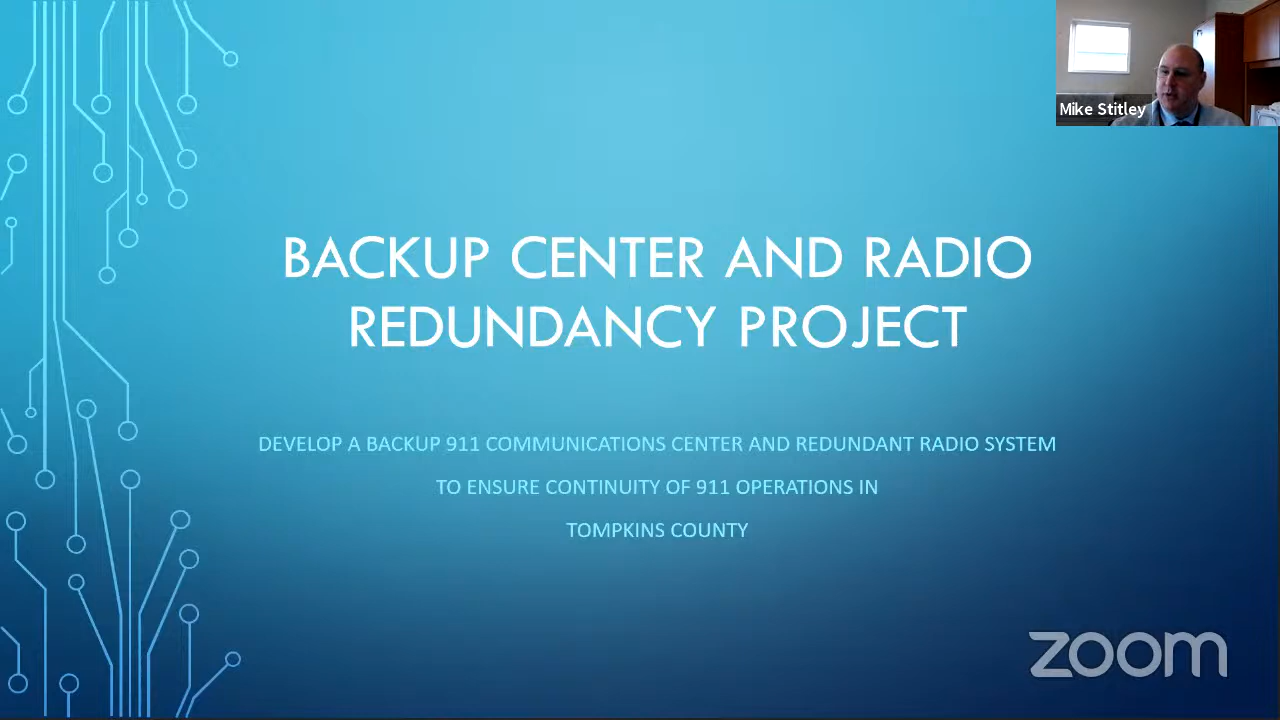 Mike Stitley
BACKUP CENTER AND RADIO
REDUNDANCY PROJECT
DEVELOP A BACKUP 911 COMMUNICATIONS CENTER AND REDUNDANT RADIO SYSTEM
TO ENSURE CONTINUITY OF 911 OPERATIONS IN
TOMPKINS COUNTY
zoom